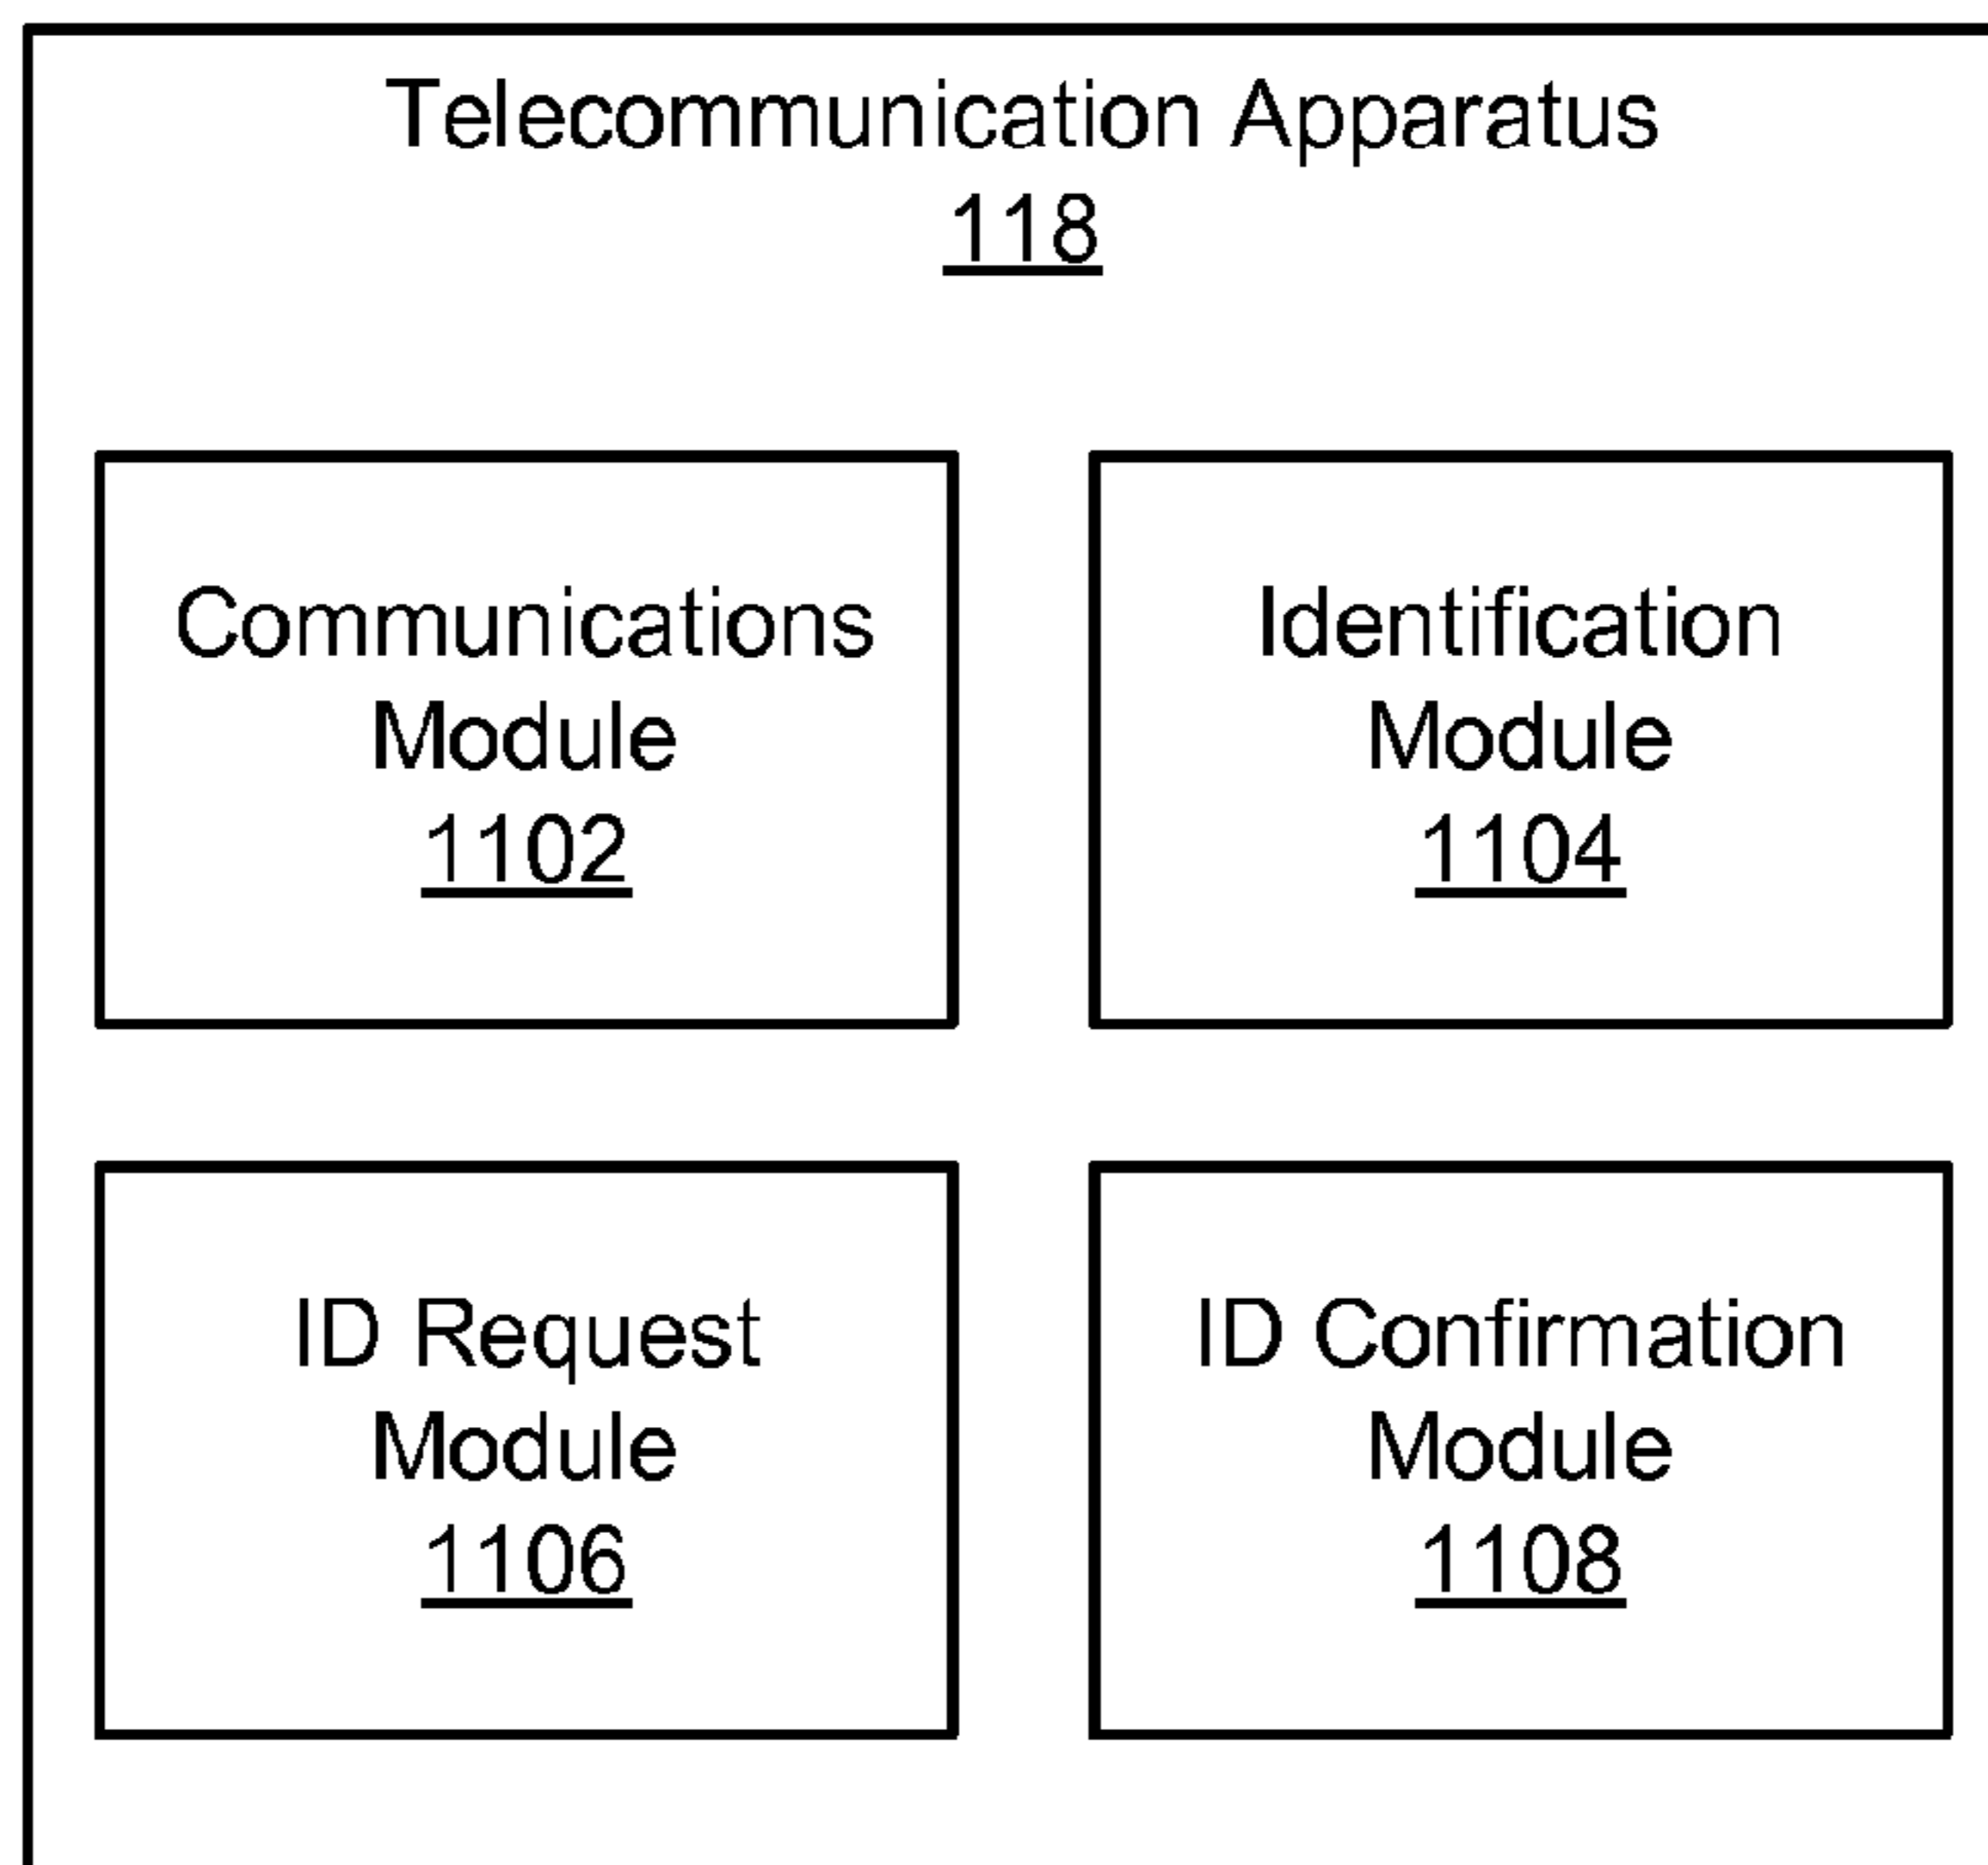 Telecommunication Apparatus
118
Communications
Module
1102
Identification
Module
1104
ID Request
Module
1106
ID Confirmation
Module
1108